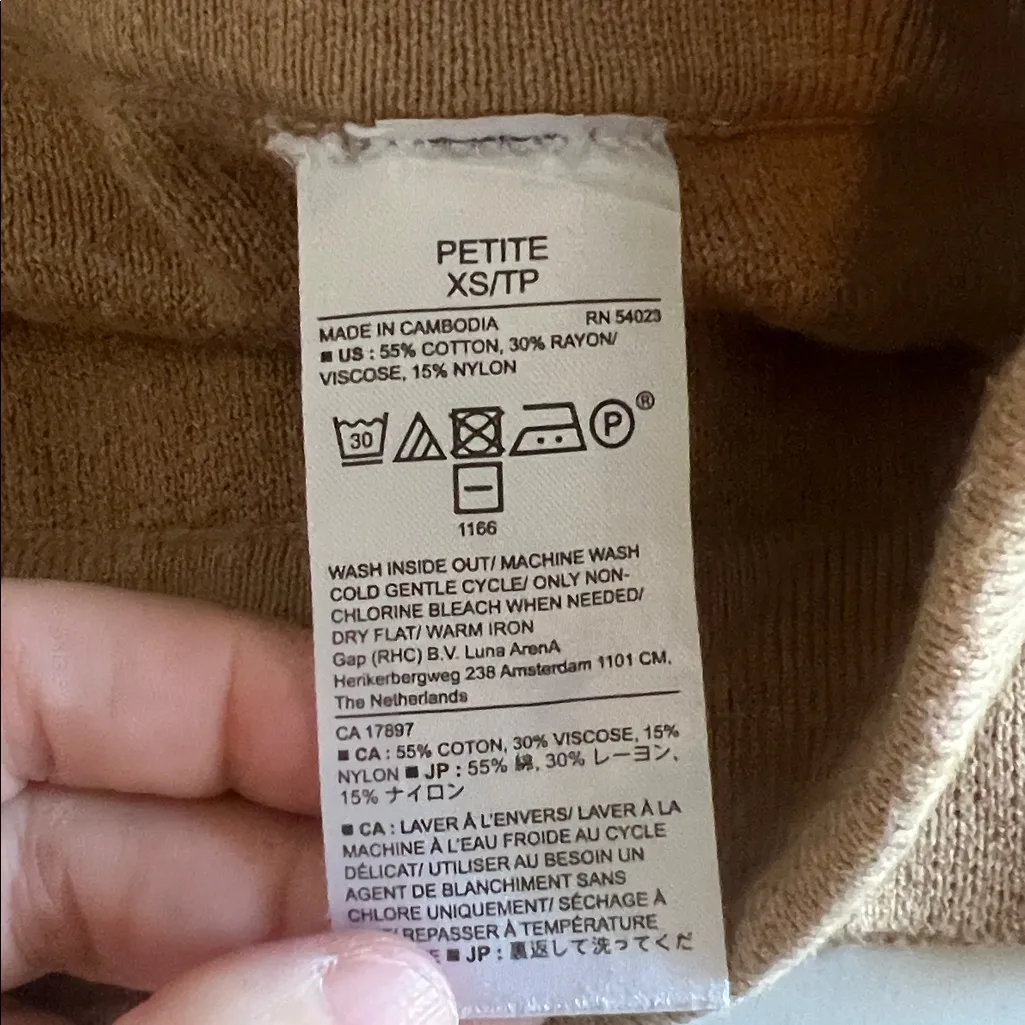 PETITE
XS/TP
MADE IN CAMBODIA RN 54023
■ US : 55% COTTON, 30% RAYON/
VISCOSE, 15% NYLON
30 P ®
1166
WASH INSIDE OUT/ MACHINE WASH
COLD GENTLE CYCLE/ ONLY NON-
CHLORINE BLEACH WHEN NEEDED/
DRY FLAT/ WARM IRON
Gap (RHC) B.V. Luna ArenA
Herikerbergweg 238 Amsterdam 1101 CM,
The Netherlands
CA 17897
■ CA : 55% COTON, 30% VISCOSE, 15%
NYLON ■ JP : 55% 綿, 30% レーヨン,
15% ナイロン
■ CA : LAVER À L'ENVERS/ LAVER À LA
MACHINE À L'EAU FROIDE AU CYCLE
DÉLICAT/ UTILISER AU BESOIN UN
AGENT DE BLANCHIMENT SANS
CHLORE UNIQUEMENT/ SÉCHAGE À
REPASSER À TEMPÉRATURE
■ JP : 裏返して洗ってくだ